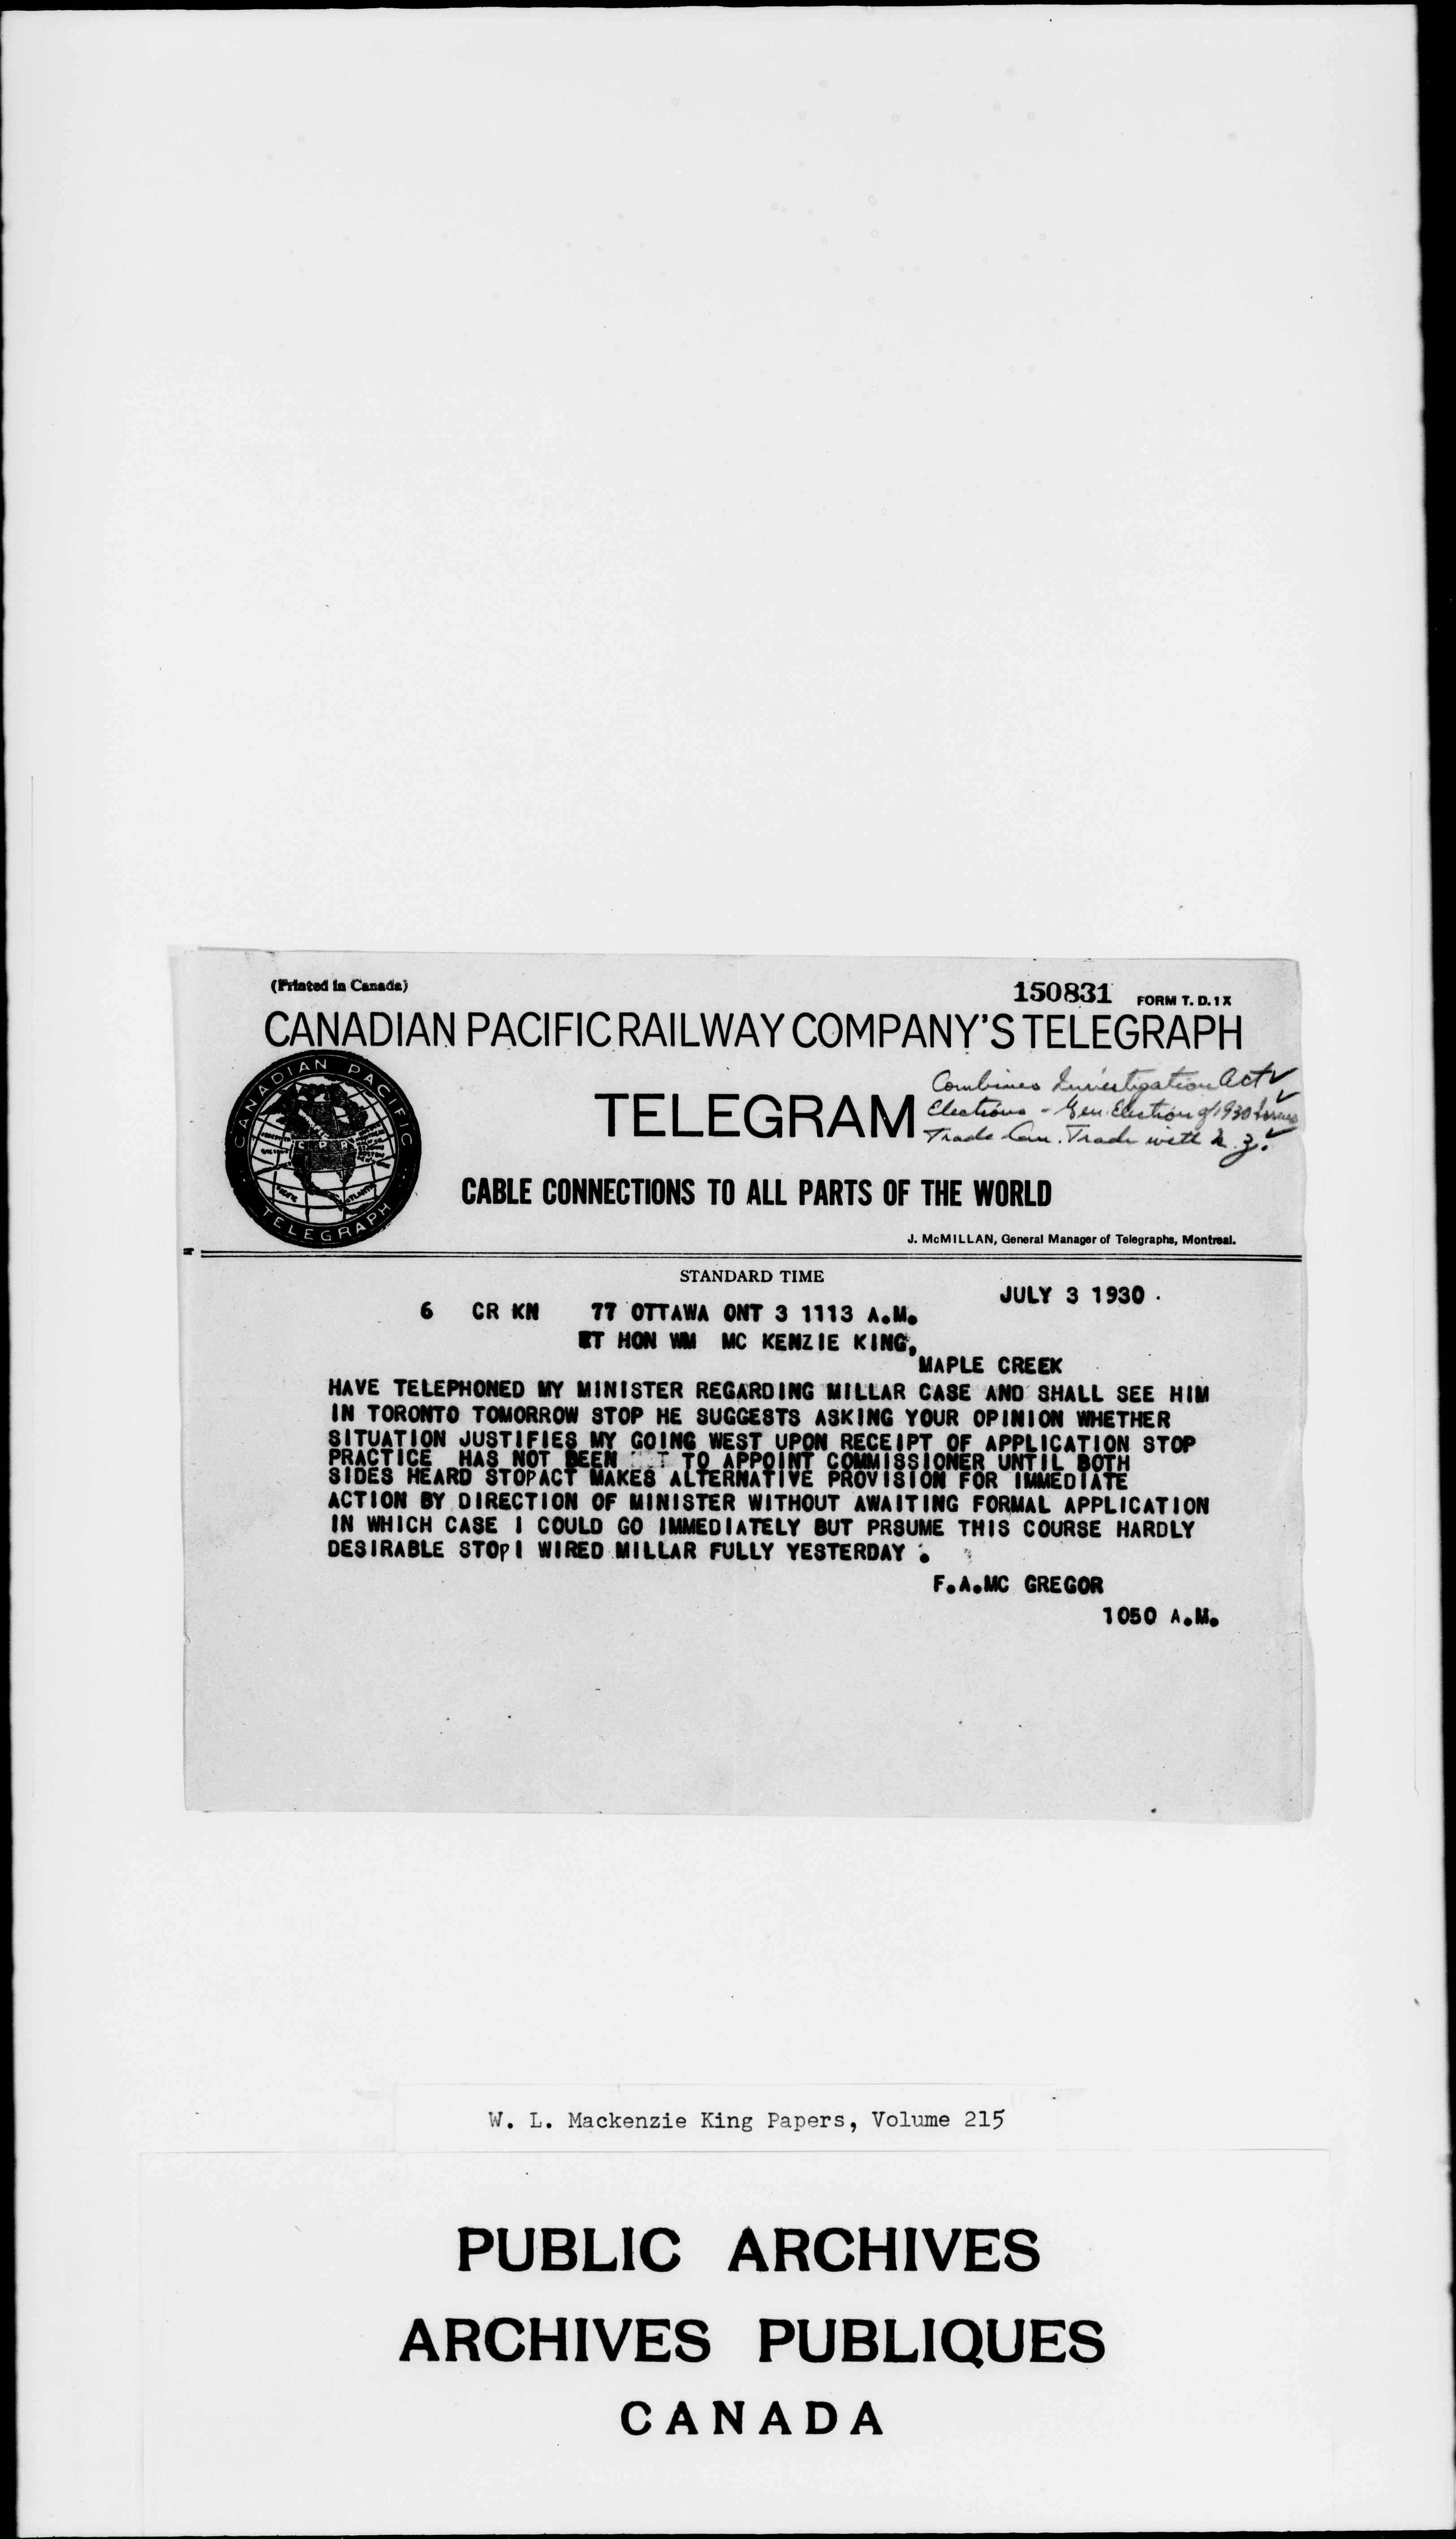 (Printed in Canada)
150831 FORM T. D. 1 X
CANADIAN PACIFIC RAILWAY COMPANY'S TELEGRAPH
CANADIAN PACIFIC
C P R
TELEGRAPH
TELEGRAM
Combines Investigation Act ✓
Elections - Gen. Election of 1930 Issues ✓
Trade Can. Trade with N. Z. ✓
CABLE CONNECTIONS TO ALL PARTS OF THE WORLD
J. McMILLAN, General Manager of Telegraphs, Montreal.
STANDARD TIME
JULY 3 1930 .
6 CR KN 77 OTTAWA ONT 3 1113 A.M.
RT HON WM MC KENZIE KING,
MAPLE CREEK
HAVE TELEPHONED MY MINISTER REGARDING MILLAR CASE AND SHALL SEE HIM
IN TORONTO TOMORROW STOP HE SUGGESTS ASKING YOUR OPINION WHETHER
SITUATION JUSTIFIES MY GOING WEST UPON RECEIPT OF APPLICATION STOP
PRACTICE HAS NOT BEEN TO APPOINT COMMISSIONER UNTIL BOTH
SIDES HEARD STOPACT MAKES ALTERNATIVE PROVISION FOR IMMEDIATE
ACTION BY DIRECTION OF MINISTER WITHOUT AWAITING FORMAL APPLICATION
IN WHICH CASE I COULD GO IMMEDIATELY BUT PRSUME THIS COURSE HARDLY
DESIRABLE STOPI WIRED MILLAR FULLY YESTERDAY .
F.A.MC GREGOR
1050 A.M.
W. L. Mackenzie King Papers, Volume 215
PUBLIC ARCHIVES
ARCHIVES PUBLIQUES
CANADA